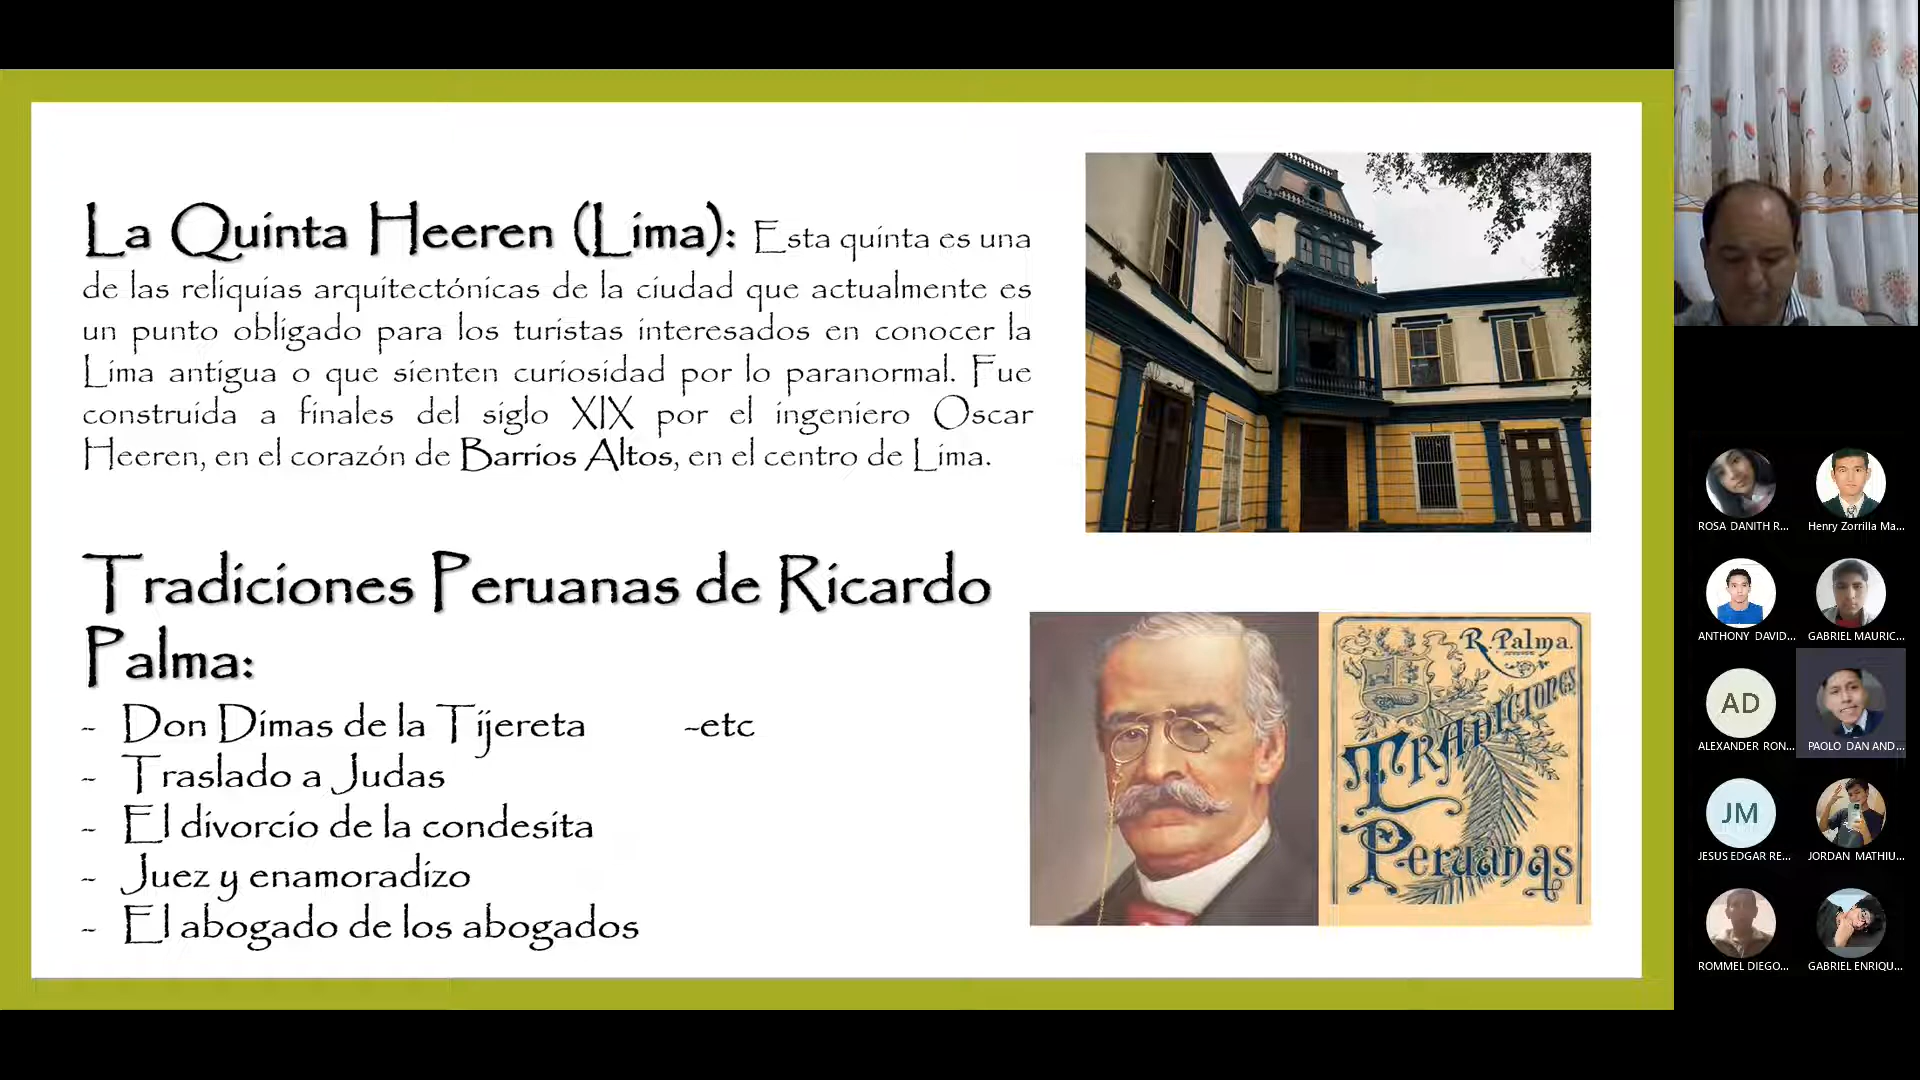 La Quinta Heeren (Lima): Esta quinta es una
de las reliquias arquitectónicas de la ciudad que actualmente es
un punto obligado para los turistas interesados en conocer la
Lima antigua o que sienten curiosidad por lo paranormal. Fue
construida a finales del siglo XIX por el ingeniero Oscar
Heeren, en el corazón de Barrios Altos, en el centro de Lima.
Tradiciones Peruanas de Ricardo
Palma:
- Don Dimas de la Tijereta -etc
- Traslado a Judas
- El divorcio de la condesita
- Juez y enamoradizo
- El abogado de los abogados
R. Palma.
Tradiciones
Peruanas
ROSA DANITH R...
Henry Zorrilla Ma...
ANTHONY DAVID...
GABRIEL MAURIC...
AD
ALEXANDER RON...
PAOLO DAN AND...
JM
JESUS EDGAR RE...
JORDAN MATHIU...
ROMMEL DIEGO...
GABRIEL ENRIQU...